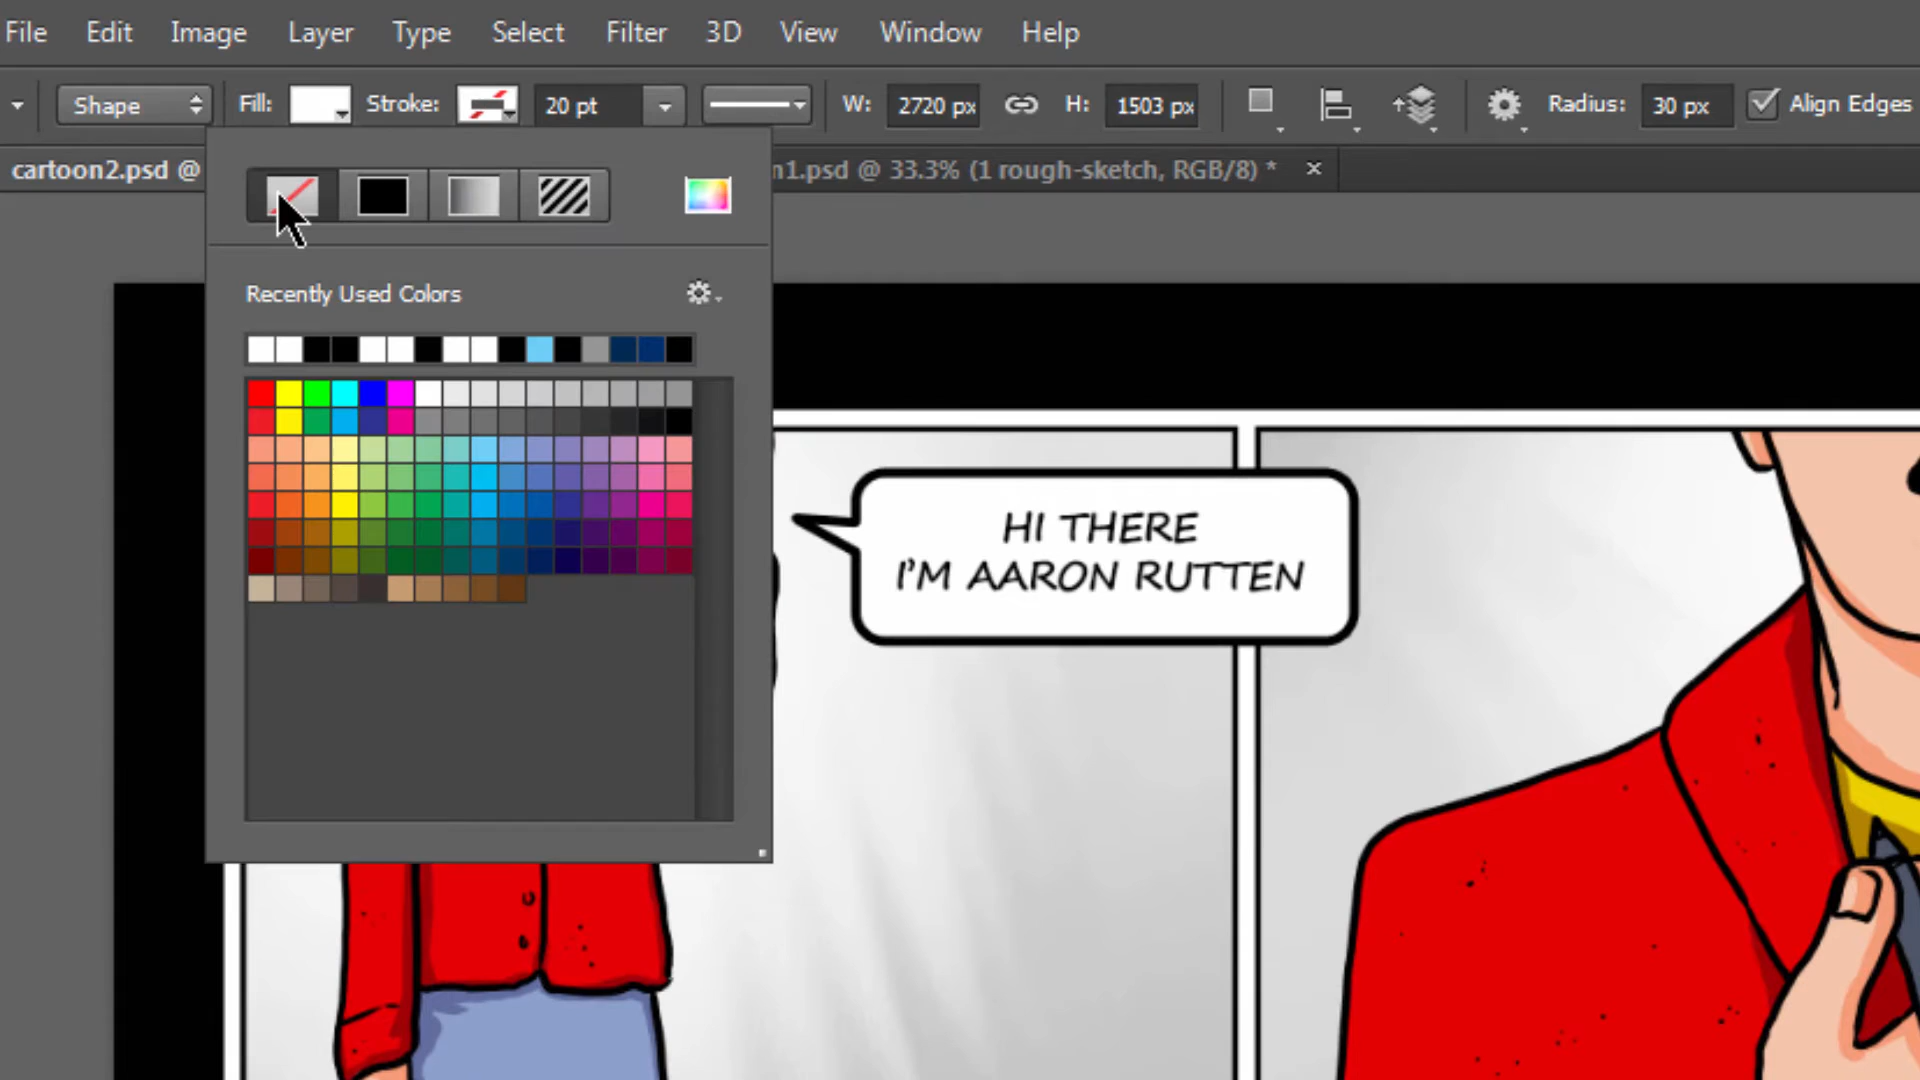 File Edit Image Layer Type Select Filter 3D View Window Help
Shape Fill: Stroke: 20 pt W: 2720 px H: 1503 px Radius: 30 px Align Edges
cartoon2.psd @ n1.psd @ 33.3% (1 rough-sketch, RGB/8) * ×
Recently Used Colors
HI THERE
I'M AARON RUTTEN